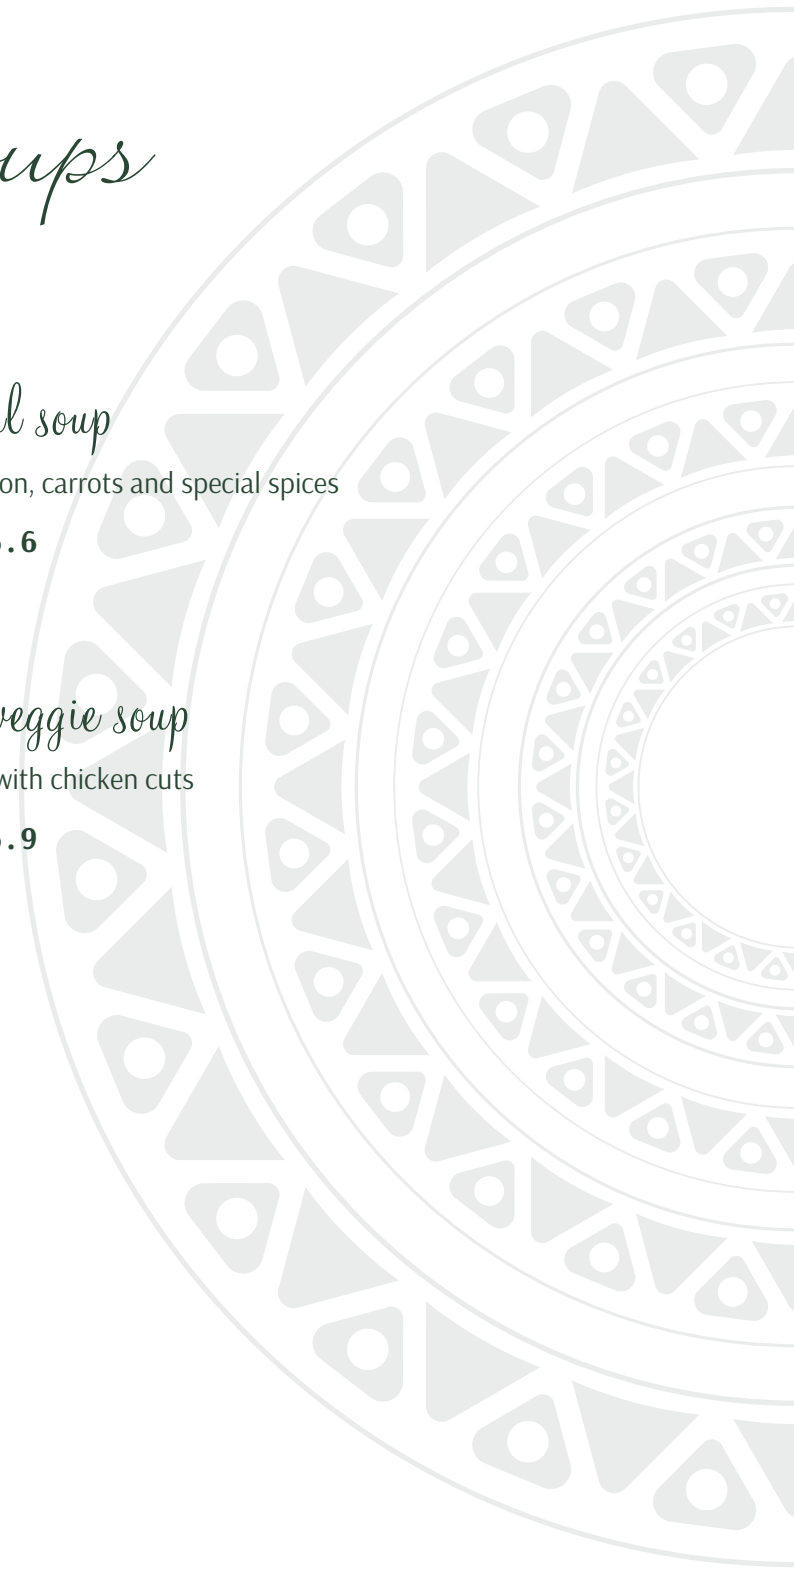 ups
l soup
on, carrots and special spices
.6
veggie soup
with chicken cuts
.9